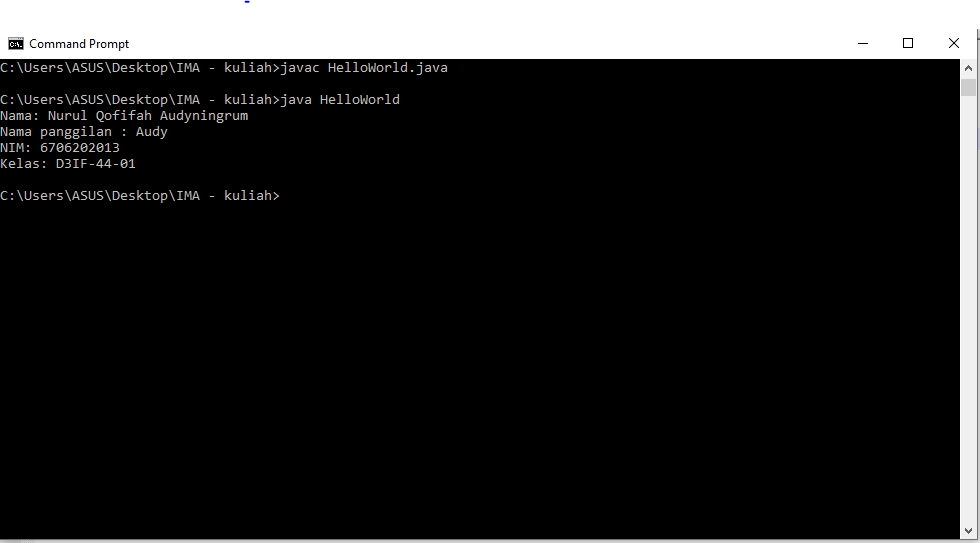 Command Prompt
C:\Users\ASUS\Desktop\IMA - kuliah>javac HelloWorld.java
C:\Users\ASUS\Desktop\IMA - kuliah>java HelloWorld
Nama: Nurul Qofifah Audyningrum
Nama panggilan : Audy
NIM: 6706202013
Kelas: D3IF-44-01
C:\Users\ASUS\Desktop\IMA - kuliah>